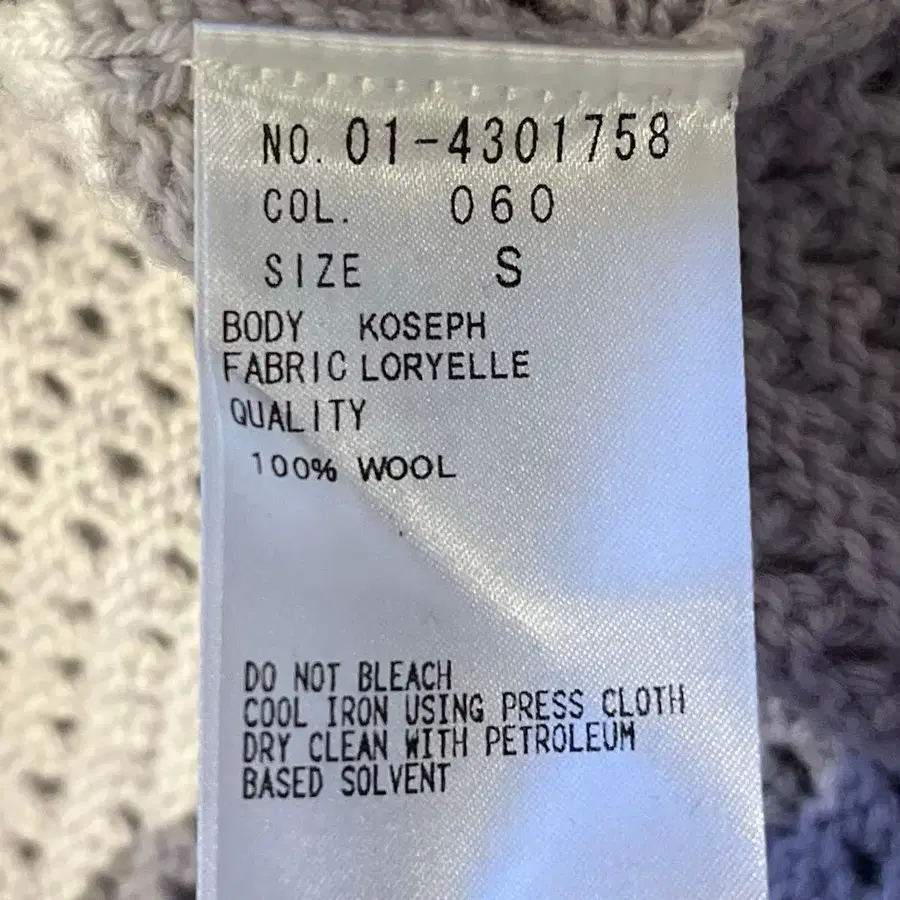 NO. 01-4301758
COL. 060
SIZE S
BODY KOSEPH
FABRIC LORYELLE
QUALITY
100% WOOL
DO NOT BLEACH
COOL IRON USING PRESS CLOTH
DRY CLEAN WITH PETROLEUM
BASED SOLVENT